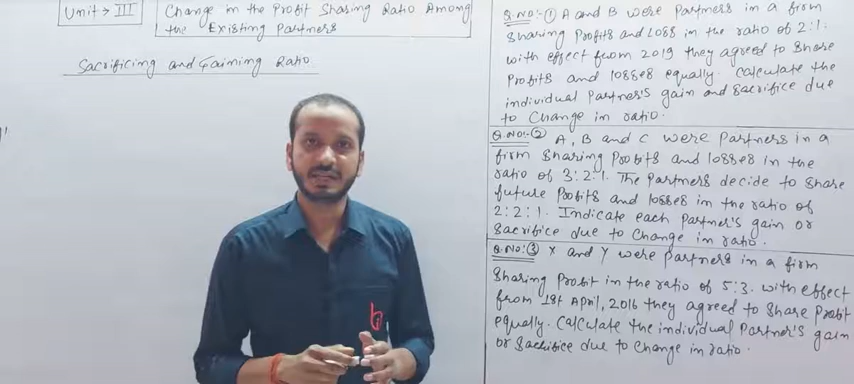 Unit → III
Change in the Profit Sharing Ratio Among
the Existing Partners
Sacrificing and Gaining Ratio
Q.No:-① A and B were Partners in a firm
Sharing Profits and Loss in the ratio of 2:1.
with effect from 2019 they agreed to Share
Profits and losses equally. Calculate the
individual Partner's gain and sacrifice due
to Change in ratio.
Q.No:-② A, B and C were Partners in a
firm Sharing Profits and losses in the
ratio of 3:2:1. The Partners decide to Share
future Profits and losses in the ratio of
2:2:1. Indicate each Partner's gain or
Sacrifice due to Change in ratio.
Q.No:-③ X and Y were Partners in a firm
Sharing Profit in the ratio of 5:3. with effect
from 1st April, 2016 they agreed to Share Profit
equally. Calculate the individual Partner's gain
or Sacrifice due to Change in ratio.